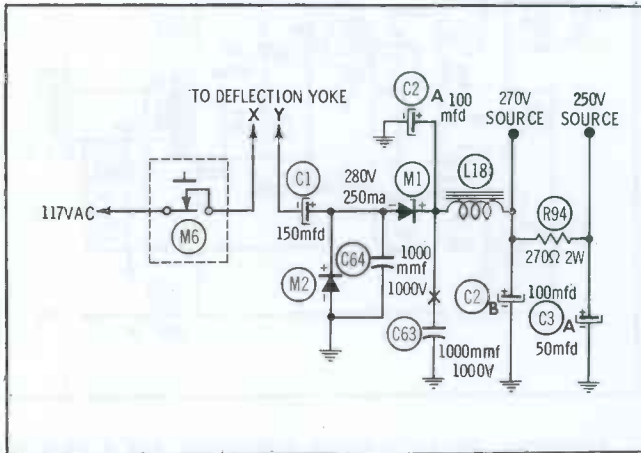 TO DEFLECTION YOKE
X Y
C2 A 100 mfd
270V SOURCE
250V SOURCE
117VAC
M6
C1
150mfd
280V
250ma
M1
L18
R94
270Ω 2W
M2
C64
1000 mmf
1000V
C63
1000mmf
1000V
C2 B
100mfd
C3 A
50mfd